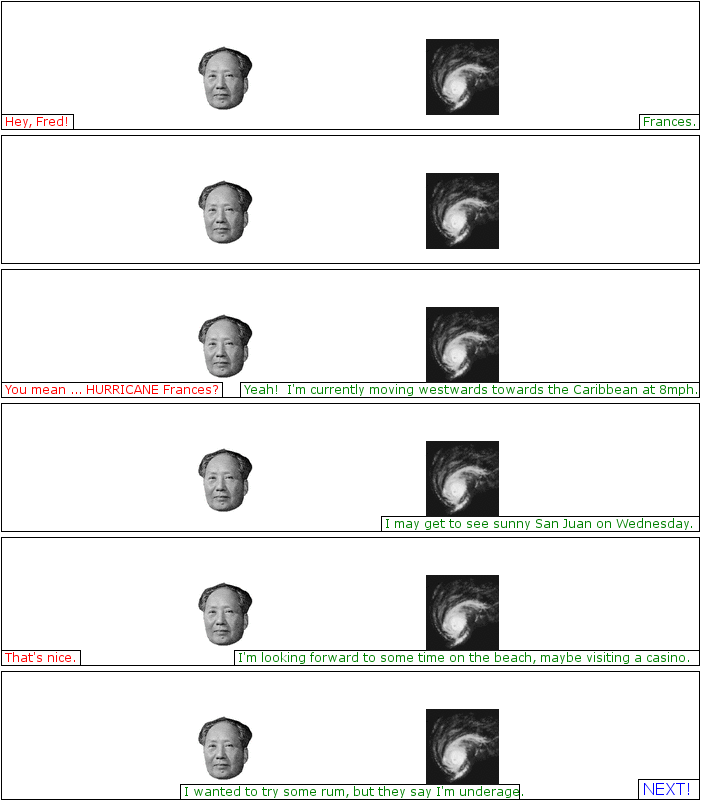 Hey, Fred!
Frances.
You mean ... HURRICANE Frances?
Yeah!  I'm currently moving westwards towards the Caribbean at 8mph.
I may get to see sunny San Juan on Wednesday.
That's nice.
I'm looking forward to some time on the beach, maybe visiting a casino.
I wanted to try some rum, but they say I'm underage.
NEXT!